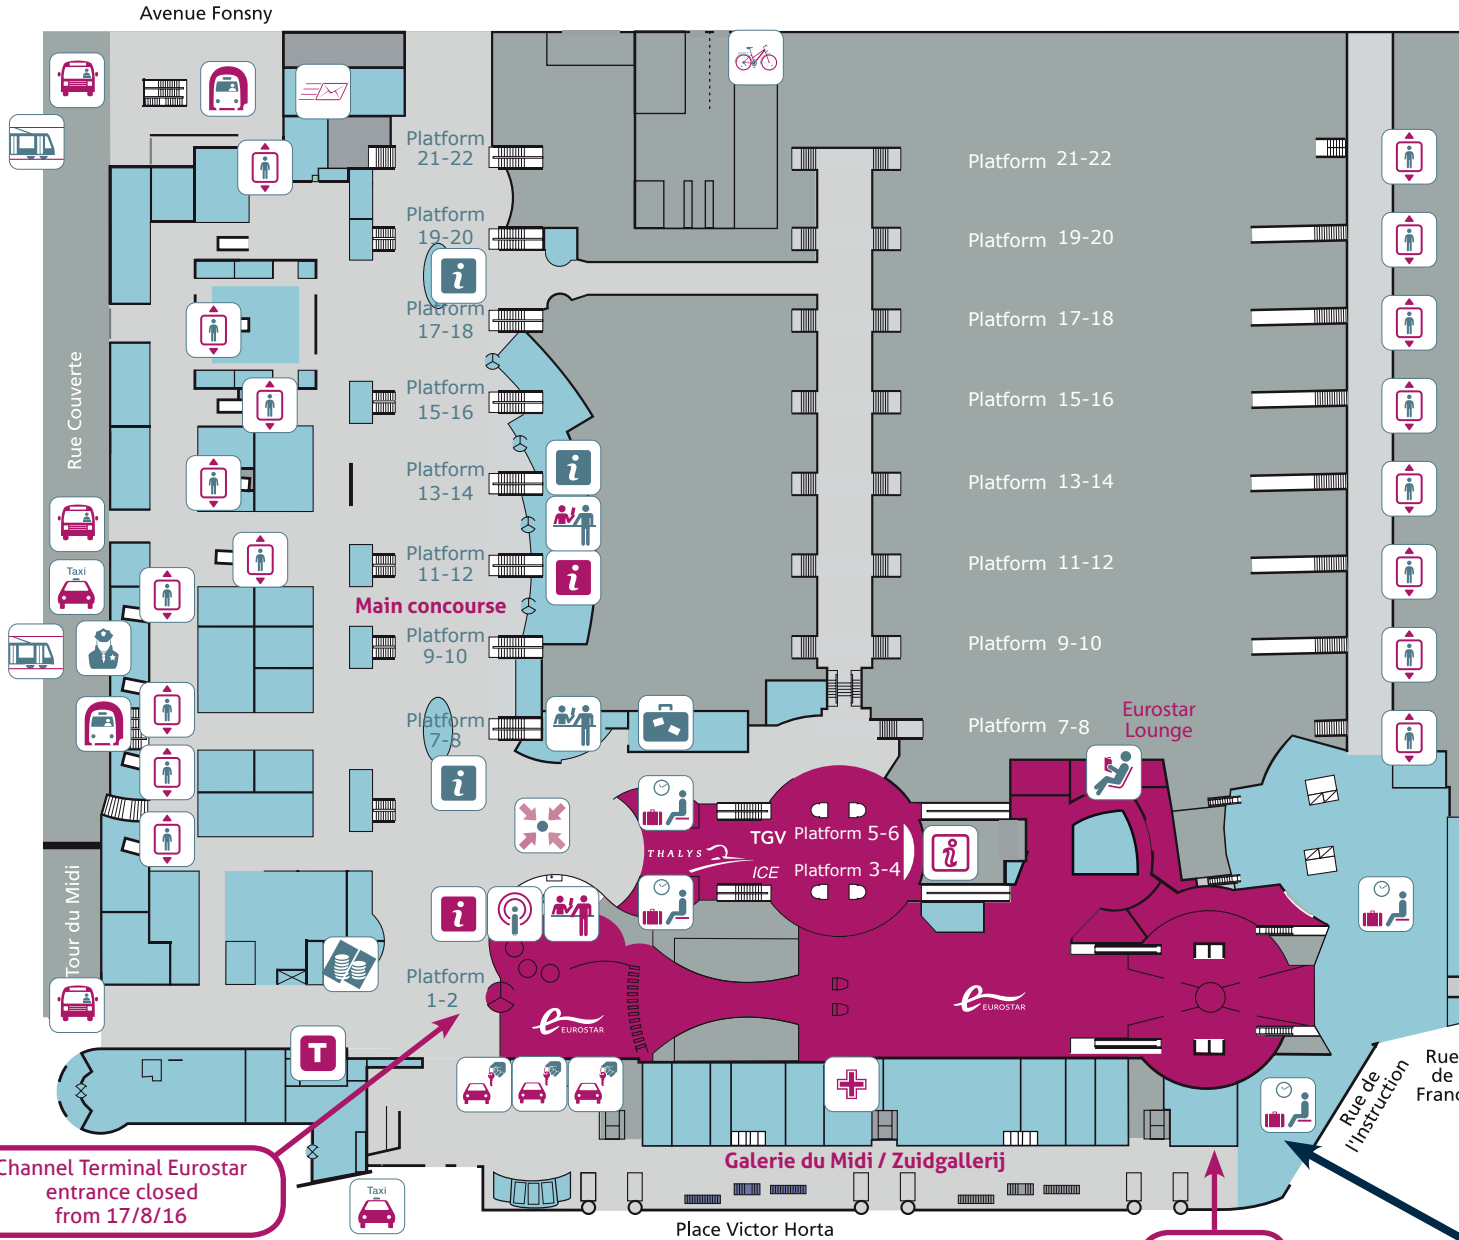 Avenue Fonsny
Platform
21-22
Platform 21-22
Platform
19-20
Platform 19-20
Platform
17-18
Platform 17-18
Rue Couverte
Platform
15-16
Platform 15-16
Platform
13-14
Platform 13-14
Platform
11-12
Platform 11-12
Taxi
Main concourse
Platform
9-10
Platform 9-10
Platform
7-8
Platform 7-8
Eurostar
Lounge
TGV Platform 5-6
THALYS
ICE Platform 3-4
Tour du Midi
Platform
1-2
EUROSTAR
EUROSTAR
T
Rue de
l'Instruction
Rue
de
Galerie du Midi / Zuidgallerij
Channel Terminal Eurostar
entrance closed
from 17/8/16
Taxi
Place Victor Horta